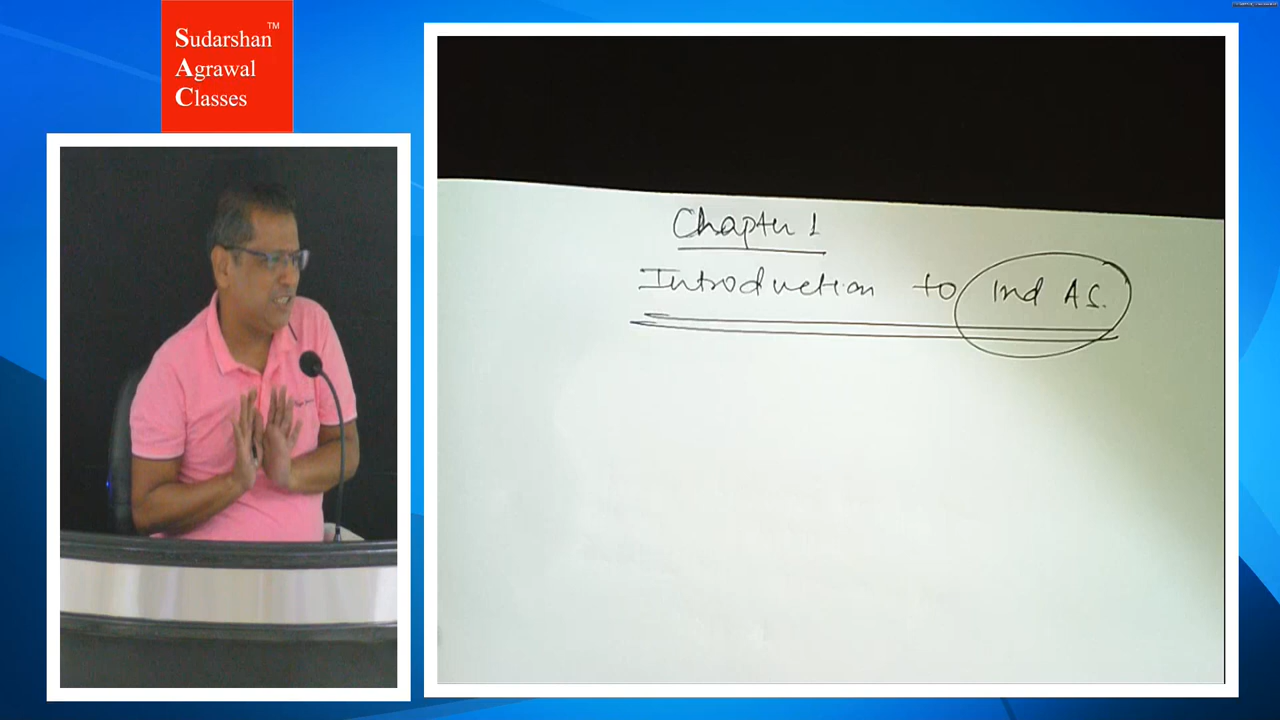 Sudarshan™
Agrawal
Classes
Chapter 1
Introduction to Ind AS.